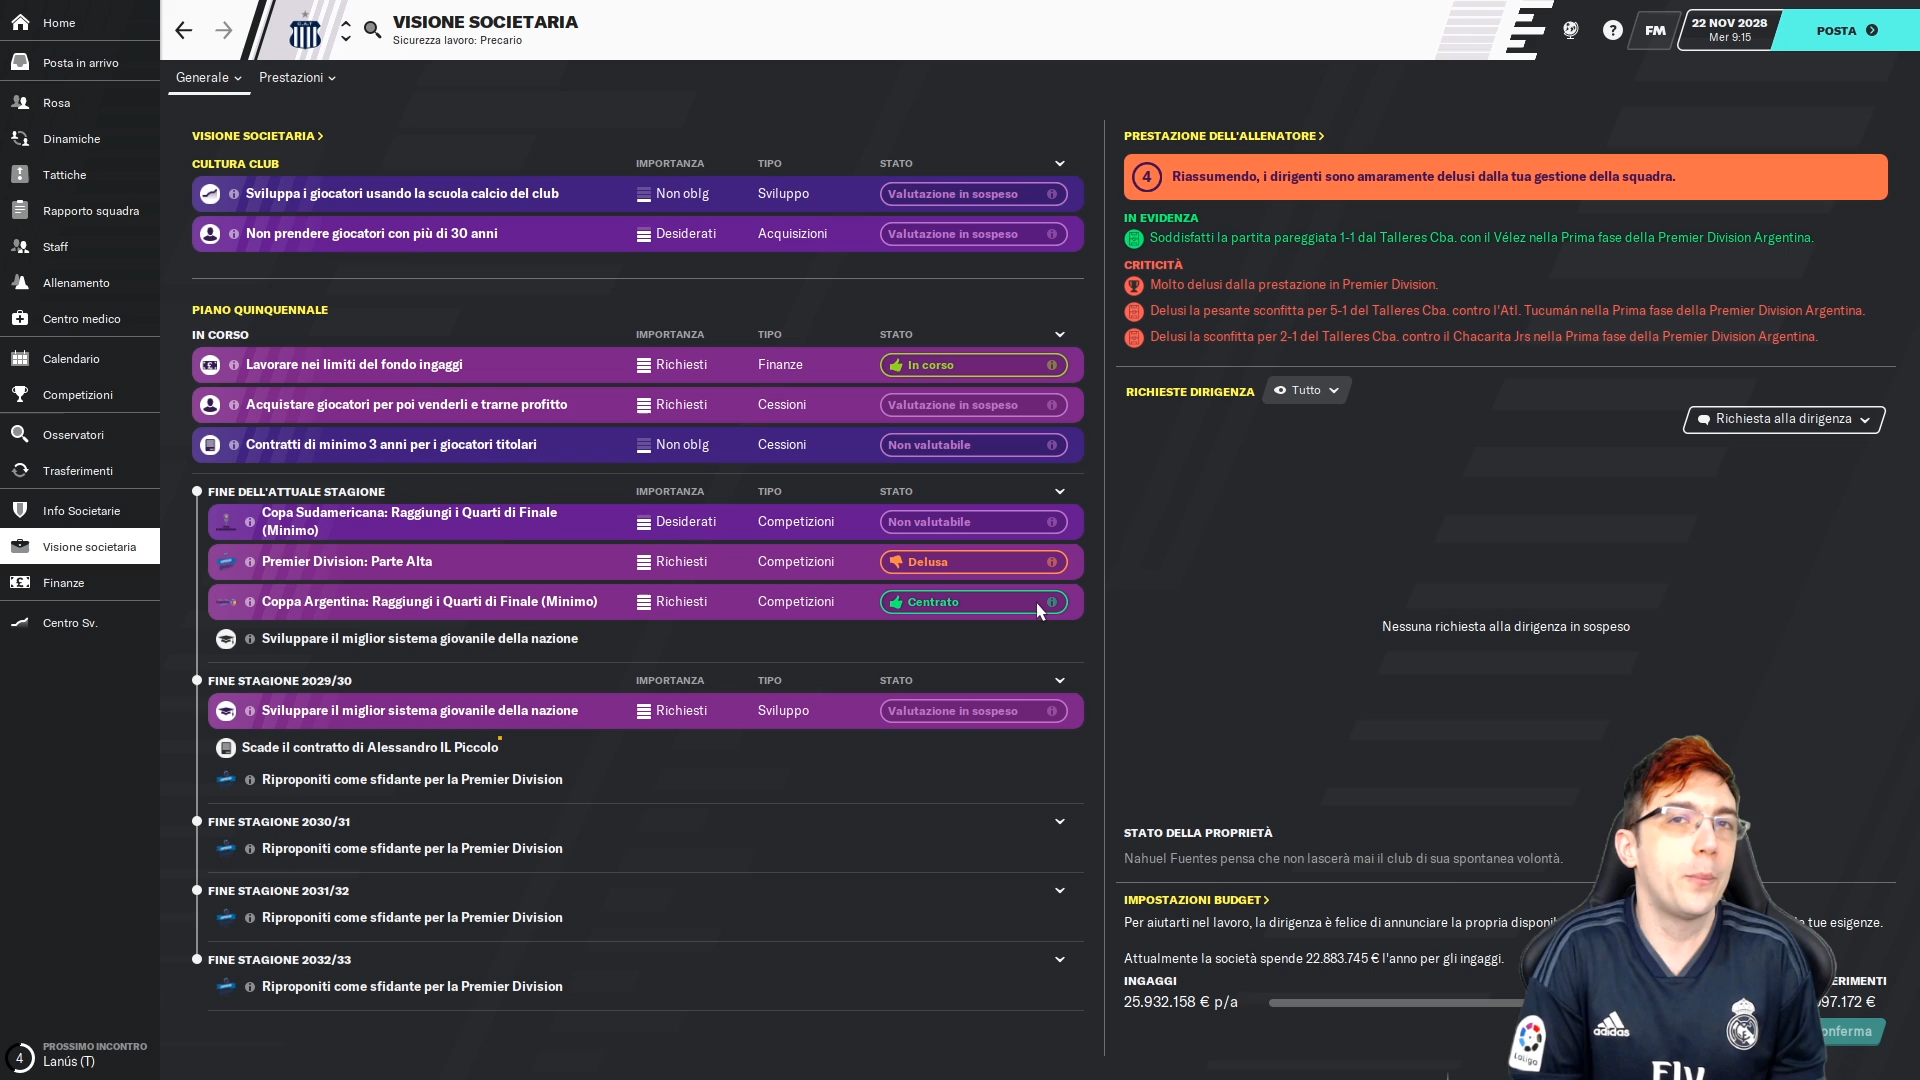 Home
Posta in arrivo
Rosa
Dinamiche
Tattiche
Rapporto squadra
Staff
Allenamento
Centro medico
Calendario
Competizioni
Osservatori
Trasferimenti
Info Societarie
Visione societaria
Finanze
Centro Sv.
4
PROSSIMO INCONTRO
Lanús (T)
VISIONE SOCIETARIA
Sicurezza lavoro: Precario
?
FM
22 NOV 2028
Mer 9:15
POSTA
Generale
Prestazioni
VISIONE SOCIETARIA
CULTURA CLUB IMPORTANZA TIPO STATO
Sviluppa i giocatori usando la scuola calcio del club Non oblg Sviluppo Valutazione in sospeso
Non prendere giocatori con più di 30 anni Desiderati Acquisizioni Valutazione in sospeso
PIANO QUINQUENNALE
IN CORSO IMPORTANZA TIPO STATO
Lavorare nei limiti del fondo ingaggi Richiesti Finanze In corso
Acquistare giocatori per poi venderli e trarne profitto Richiesti Cessioni Valutazione in sospeso
Contratti di minimo 3 anni per i giocatori titolari Non oblg Cessioni Non valutabile
FINE DELL'ATTUALE STAGIONE IMPORTANZA TIPO STATO
Copa Sudamericana: Raggiungi i Quarti di Finale
(Minimo) Desiderati Competizioni Non valutabile
Premier Division: Parte Alta Richiesti Competizioni Delusa
Coppa Argentina: Raggiungi i Quarti di Finale (Minimo) Richiesti Competizioni Centrato
Sviluppare il miglior sistema giovanile della nazione
FINE STAGIONE 2029/30 IMPORTANZA TIPO STATO
Sviluppare il miglior sistema giovanile della nazione Richiesti Sviluppo Valutazione in sospeso
Scade il contratto di Alessandro IL Piccolo
Riproponiti come sfidante per la Premier Division
FINE STAGIONE 2030/31
Riproponiti come sfidante per la Premier Division
FINE STAGIONE 2031/32
Riproponiti come sfidante per la Premier Division
FINE STAGIONE 2032/33
Riproponiti come sfidante per la Premier Division
PRESTAZIONE DELL'ALLENATORE
4 Riassumendo, i dirigenti sono amaramente delusi dalla tua gestione della squadra.
IN EVIDENZA
Soddisfatti la partita pareggiata 1-1 dal Talleres Cba. con il Vélez nella Prima fase della Premier Division Argentina.
CRITICITÀ
Molto delusi dalla prestazione in Premier Division.
Delusi la pesante sconfitta per 5-1 del Talleres Cba. contro l'Atl. Tucumán nella Prima fase della Premier Division Argentina.
Delusi la sconfitta per 2-1 del Talleres Cba. contro il Chacarita Jrs nella Prima fase della Premier Division Argentina.
RICHIESTE DIRIGENZA Tutto
Richiesta alla dirigenza
Nessuna richiesta alla dirigenza in sospeso
STATO DELLA PROPRIETÀ
Nahuel Fuentes pensa che non lascerà mai il club di sua spontanea volontà.
IMPOSTAZIONI BUDGET
Per aiutarti nel lavoro, la dirigenza è felice di annunciare la propria disponi tue esigenze.
Attualmente la società spende 22.883.745 € l'anno per gli ingaggi.
INGAGGI ERIMENTI
25.932.158 € p/a 97.172 €
onferma
adidas
LaLiga
Fly